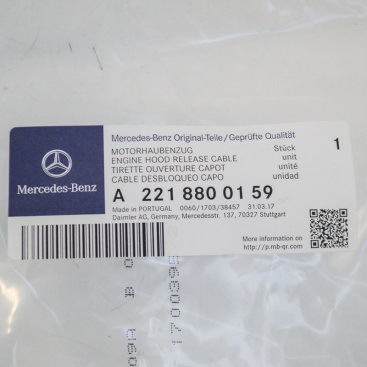 Mercedes-Benz
Mercedes-Benz Original-Teile/Geprüfte Qualität
MOTORHAUBENZUG Stück 1
ENGINE HOOD RELEASE CABLE unit
TIRETTE OUVERTURE CAPOT unité
CABLE DESBLOQUEO CAPO unidad
A 221 880 01 59
Made in PORTUGAL 0060/1703/38457 31.03.17
Daimler AG, Germany, Mercedesstr. 137, 70327 Stuttgart
More information on
http://p.mb-qr.com